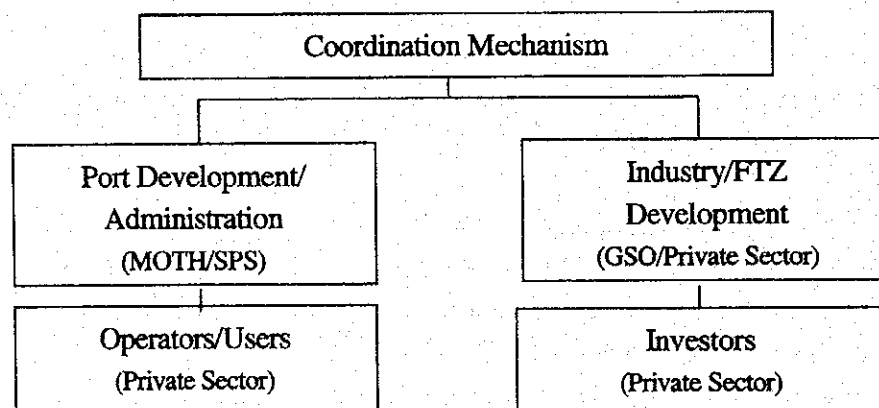 Coordination Mechanism
Port Development/
Administration
(MOTH/SPS)
Industry/FTZ
Development
(GSO/Private Sector)
Operators/Users
(Private Sector)
Investors
(Private Sector)